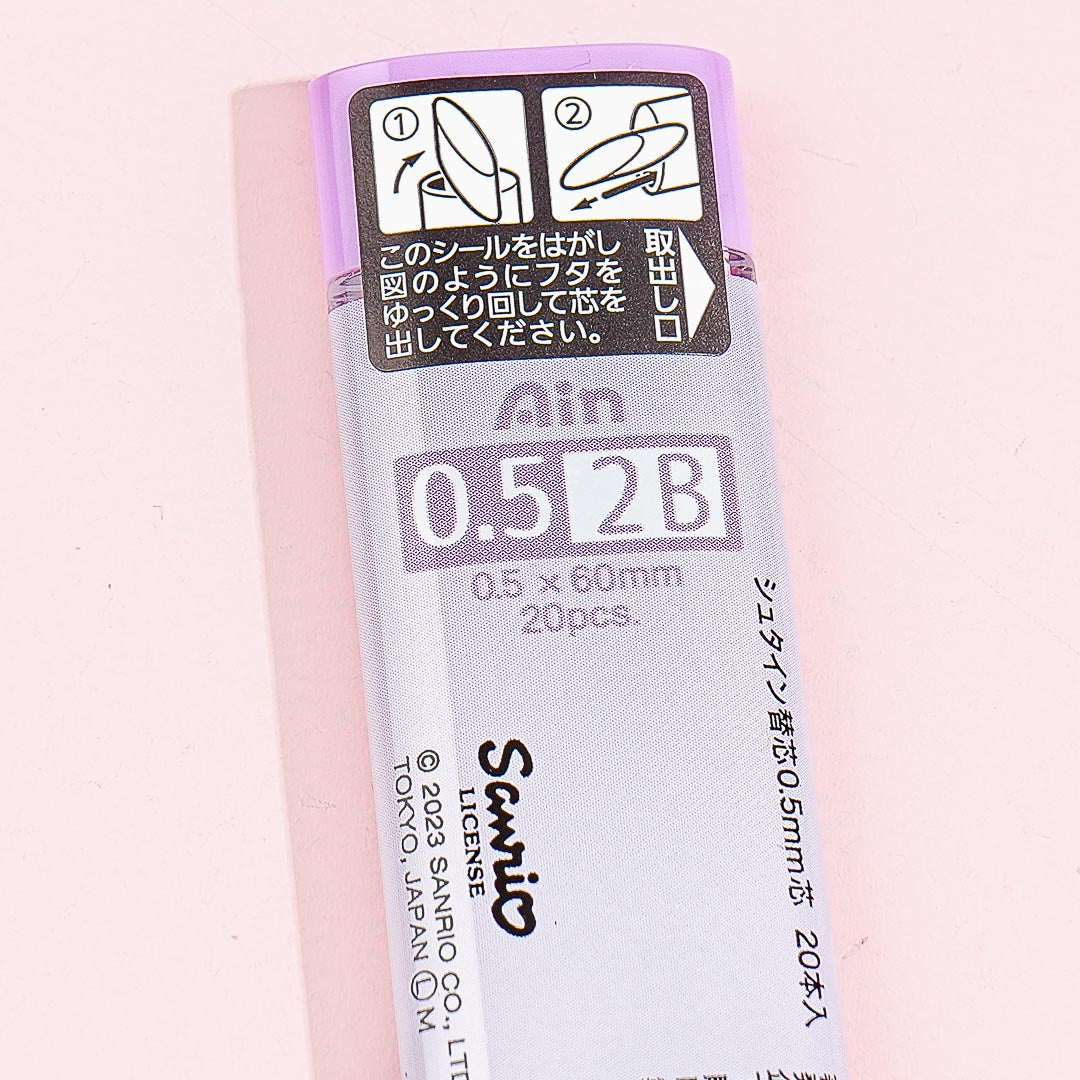 ①
②
このシールをはがし
図のようにフタを
ゆっくり回して芯を
出してください。
取出し口
Ain
0.5 2B
0.5 × 60mm
20pcs.
シュタイン替芯0.5mm芯 20本入
Sanrio
LICENSE
© 2023 SANRIO CO., LTD
TOKYO, JAPAN Ⓛ M